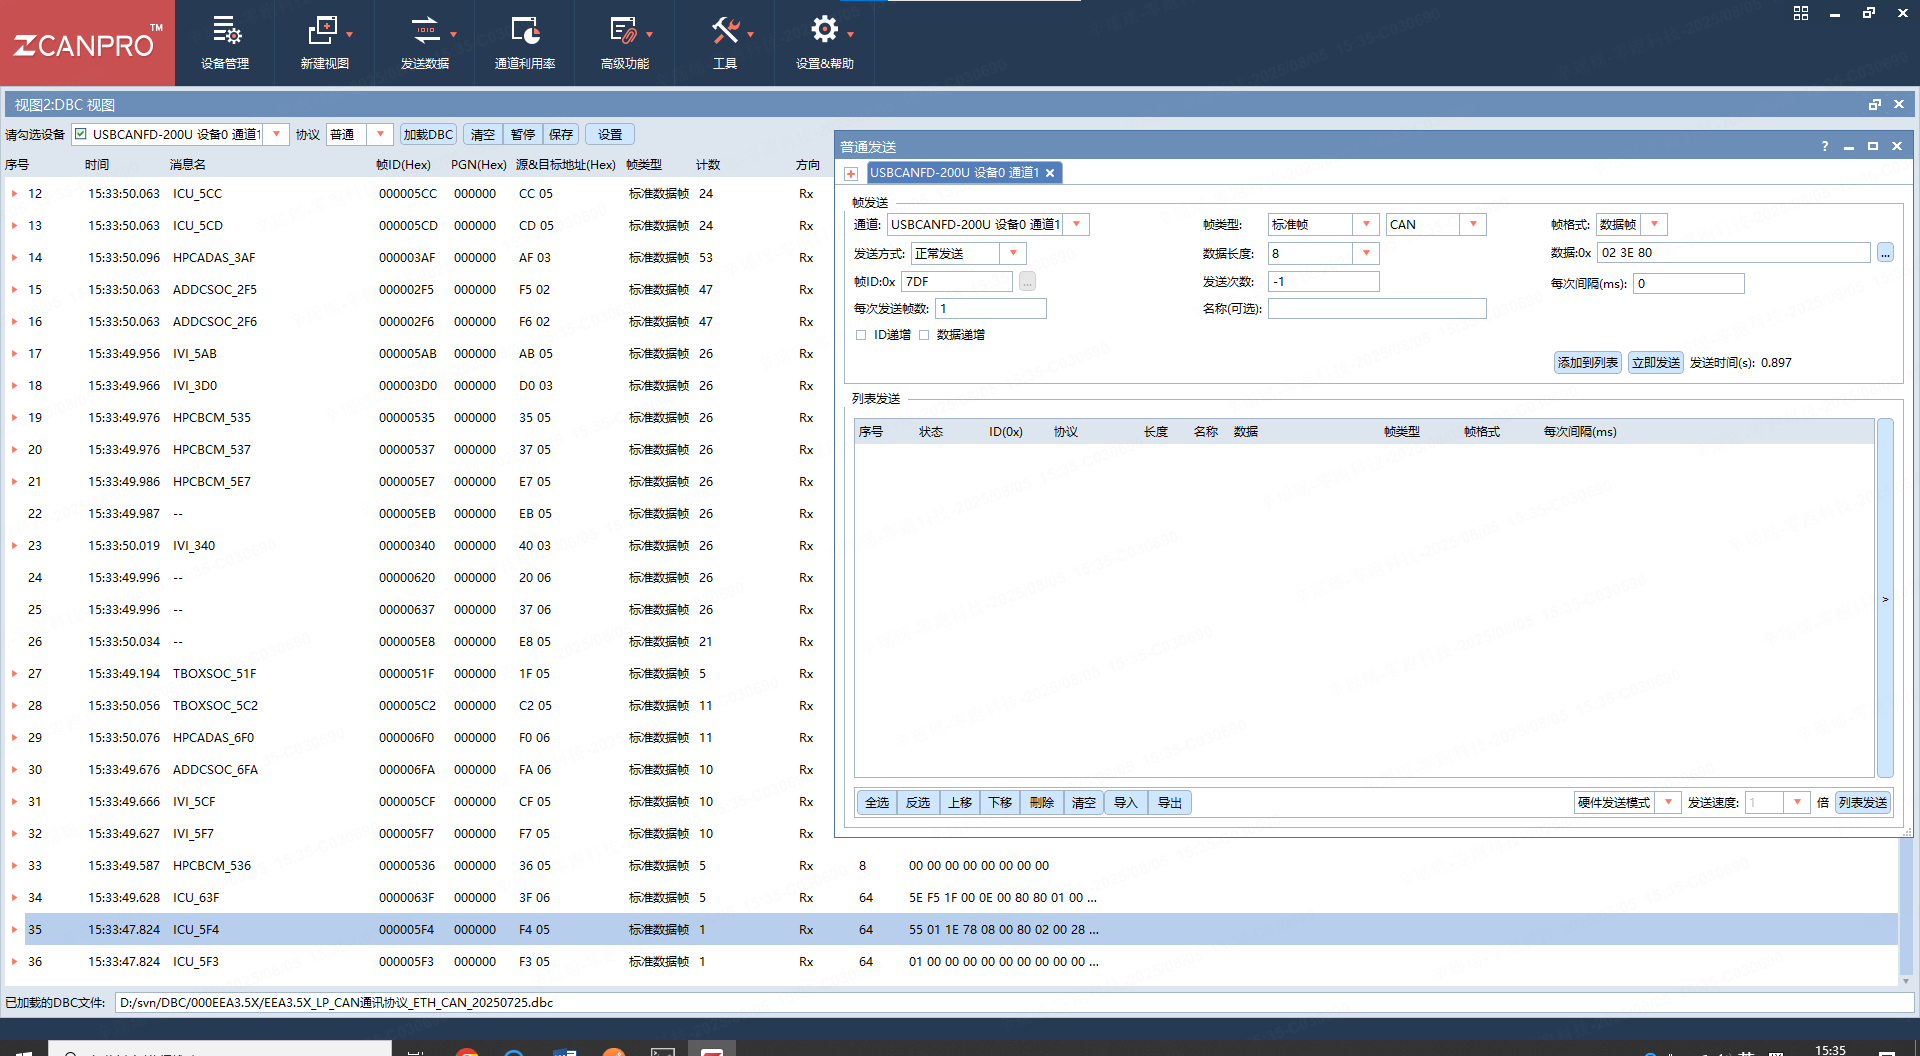 ZCANPRO™
设备管理
新建视图
发送数据
通道利用率
高级功能
工具
设置&帮助
视图2:DBC 视图
请勾选设备 USBCANFD-200U 设备0 通道1 协议 普通 加载DBC 清空 暂停 保存 设置
序号 时间 消息名 帧ID(Hex) PGN(Hex) 源&目标地址(Hex) 帧类型 计数 方向
12 15:33:50.063 ICU_5CC 000005CC 000000 CC 05 标准数据帧 24 Rx
13 15:33:50.063 ICU_5CD 000005CD 000000 CD 05 标准数据帧 24 Rx
14 15:33:50.096 HPCADAS_3AF 000003AF 000000 AF 03 标准数据帧 53 Rx
15 15:33:50.063 ADDCSOC_2F5 000002F5 000000 F5 02 标准数据帧 47 Rx
16 15:33:50.063 ADDCSOC_2F6 000002F6 000000 F6 02 标准数据帧 47 Rx
17 15:33:49.956 IVI_5AB 000005AB 000000 AB 05 标准数据帧 26 Rx
18 15:33:49.966 IVI_3D0 000003D0 000000 D0 03 标准数据帧 26 Rx
19 15:33:49.976 HPCBCM_535 00000535 000000 35 05 标准数据帧 26 Rx
20 15:33:49.976 HPCBCM_537 00000537 000000 37 05 标准数据帧 26 Rx
21 15:33:49.986 HPCBCM_5E7 000005E7 000000 E7 05 标准数据帧 26 Rx
22 15:33:49.987 -- 000005EB 000000 EB 05 标准数据帧 26 Rx
23 15:33:50.019 IVI_340 00000340 000000 40 03 标准数据帧 26 Rx
24 15:33:49.996 -- 00000620 000000 20 06 标准数据帧 26 Rx
25 15:33:49.996 -- 00000637 000000 37 06 标准数据帧 26 Rx
26 15:33:50.034 -- 000005E8 000000 E8 05 标准数据帧 21 Rx
27 15:33:49.194 TBOXSOC_51F 0000051F 000000 1F 05 标准数据帧 5 Rx
28 15:33:50.056 TBOXSOC_5C2 000005C2 000000 C2 05 标准数据帧 11 Rx
29 15:33:50.076 HPCADAS_6F0 000006F0 000000 F0 06 标准数据帧 11 Rx
30 15:33:49.676 ADDCSOC_6FA 000006FA 000000 FA 06 标准数据帧 10 Rx
31 15:33:49.666 IVI_5CF 000005CF 000000 CF 05 标准数据帧 10 Rx
32 15:33:49.627 IVI_5F7 000005F7 000000 F7 05 标准数据帧 10 Rx
33 15:33:49.587 HPCBCM_536 00000536 000000 36 05 标准数据帧 5 Rx 8 00 00 00 00 00 00 00 00
34 15:33:49.628 ICU_63F 0000063F 000000 3F 06 标准数据帧 5 Rx 64 5E F5 1F 00 0E 00 80 80 01 00 ...
35 15:33:47.824 ICU_5F4 000005F4 000000 F4 05 标准数据帧 1 Rx 64 55 01 1E 78 08 00 80 02 00 28 ...
36 15:33:47.824 ICU_5F3 000005F3 000000 F3 05 标准数据帧 1 Rx 64 01 00 00 00 00 00 00 00 00 00 ...
已加载的DBC文件: D:/svn/DBC/000EEA3.5X/EEA3.5X_LP_CAN通讯协议_ETH_CAN_20250725.dbc
普通发送
USBCANFD-200U 设备0 通道1
帧发送
通道: USBCANFD-200U 设备0 通道1 帧类型: 标准帧 CAN 帧格式: 数据帧
发送方式: 正常发送 数据长度: 8 数据:0x 02 3E 80 ...
帧ID:0x 7DF ... 发送次数: -1 每次间隔(ms): 0
每次发送帧数: 1 名称(可选):
ID递增 数据递增
添加到列表 立即发送 发送时间(s): 0.897
列表发送
序号 状态 ID(0x) 协议 长度 名称 数据 帧类型 帧格式 每次间隔(ms)
>
全选 反选 上移 下移 删除 清空 导入 导出 硬件发送模式 发送速度: 1 倍 列表发送
15:35